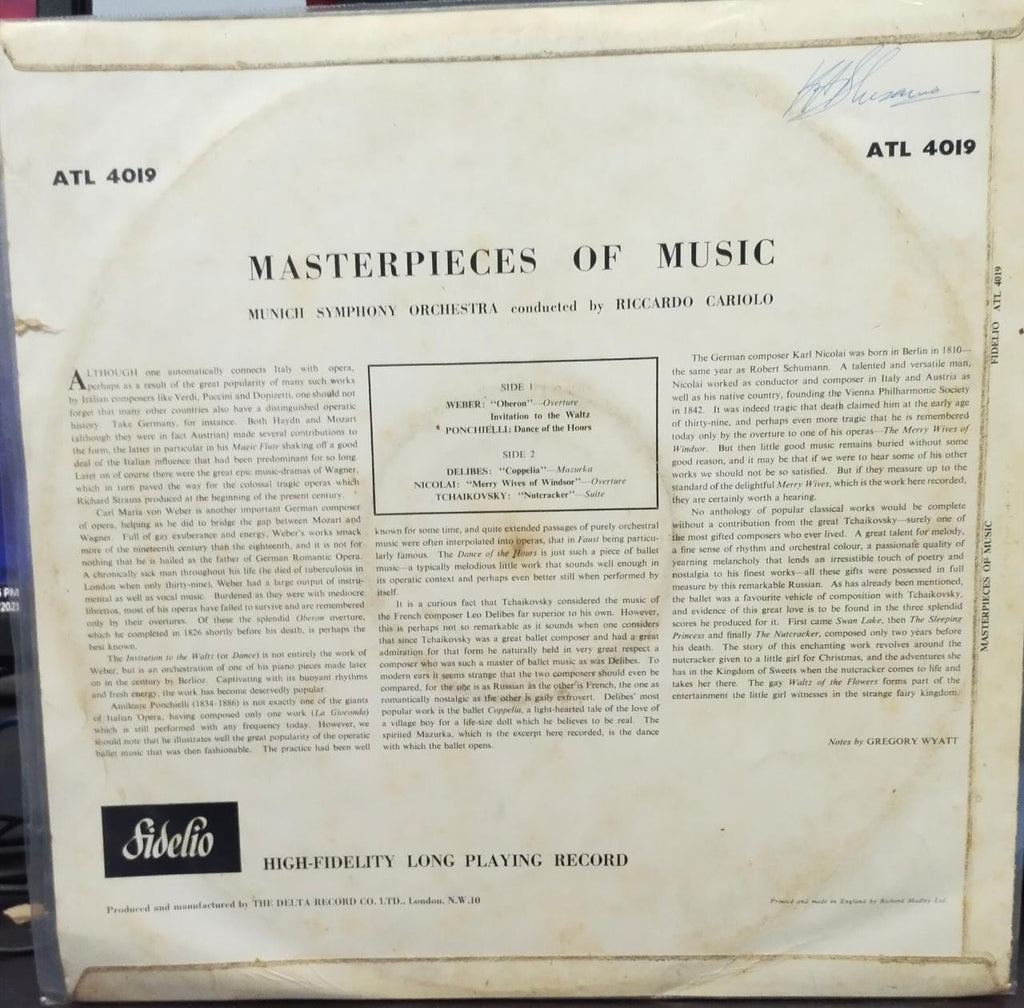 ATL 4019
ATL 4019
MASTERPIECES OF MUSIC
MUNICH SYMPHONY ORCHESTRA conducted by RICCARDO CARIOLO
ALTHOUGH one automatically connects Italy with opera,
perhaps as a result of the great popularity of many such works
by Italian composers like Verdi, Puccini and Donizetti, one should not
forget that many other countries also have a distinguished operatic
history. Take Germany, for instance. Both Haydn and Mozart
(although they were in fact Austrian) made several contributions to
the form, the latter in particular in his Magic Flute shaking off a good
deal of the Italian influence that had been predominant for so long.
Later on of course there were the great epic music-dramas of Wagner,
which in turn paved the way for the colossal tragic operas which
Richard Strauss produced at the beginning of the present century.
Carl Maria von Weber is another important German composer
of opera, helping as he did to bridge the gap between Mozart and
Wagner. Full of gay exuberance and energy, Weber's works smack
more of the nineteenth century than the eighteenth, and it is not for
nothing that he is hailed as the father of German Romantic Opera.
A chronically sick man throughout his life (he died of tuberculosis in
London when only thirty-nine), Weber had a large output of instru-
mental as well as vocal music. Burdened as they were with mediocre
librettos, most of his operas have failed to survive and are remembered
only by their overtures. Of these the splendid Oberon overture,
which he completed in 1826 shortly before his death, is perhaps the
best known.
The Invitation to the Waltz (or Dance) is not entirely the work of
Weber, but is an orchestration of one of his piano pieces made later
on in the century by Berlioz. Captivating with its buoyant rhythms
and fresh energy, the work has become deservedly popular.
Amilcare Ponchielli (1834-1886) is not exactly one of the giants
of Italian Opera, having composed only one work (La Gioconda)
which is still performed with any frequency today. However, we
should note that he illustrates well the great popularity of the operatic
ballet music that was then fashionable. The practice had been well
SIDE 1
WEBER: "Oberon"—Overture
Invitation to the Waltz
PONCHIELLI: Dance of the Hours
SIDE 2
DELIBES: "Coppelia"—Mazurka
NICOLAI: "Merry Wives of Windsor"—Overture
TCHAIKOVSKY: "Nutcracker"—Suite
known for some time, and quite extended passages of purely orchestral
music were often interpolated into operas, that in Faust being particu-
larly famous. The Dance of the Hours is just such a piece of ballet
music—a typically melodious little work that sounds well enough in
its operatic context and perhaps even better still when performed by
itself.
It is a curious fact that Tchaikovsky considered the music of
the French composer Leo Delibes far superior to his own. However,
this is perhaps not so remarkable as it sounds when one considers
that since Tchaikovsky was a great ballet composer and had a great
admiration for that form he naturally held in very great respect a
composer who was such a master of ballet music as was Delibes. To
modern ears it seems strange that the two composers should even be
compared, for the one is as Russian as the other is French, the one as
romantically nostalgic as the other is gaily extrovert. Delibes' most
popular work is the ballet Coppelia, a light-hearted tale of the love of
a village boy for a life-size doll which he believes to be real. The
spirited Mazurka, which is the excerpt here recorded, is the dance
with which the ballet opens.
The German composer Karl Nicolai was born in Berlin in 1810—
the same year as Robert Schumann. A talented and versatile man,
Nicolai worked as conductor and composer in Italy and Austria as
well as his native country, founding the Vienna Philharmonic Society
in 1842. It was indeed tragic that death claimed him at the early age
of thirty-nine, and perhaps even more tragic that he is remembered
today only by the overture to one of his operas—The Merry Wives of
Windsor. But then little good music remains buried without some
good reason, and it may be that if we were to hear some of his other
works we should not be so satisfied. But if they measure up to the
standard of the delightful Merry Wives, which is the work here recorded,
they are certainly worth a hearing.
No anthology of popular classical works would be complete
without a contribution from the great Tchaikovsky—surely one of
the most gifted composers who ever lived. A great talent for melody,
a fine sense of rhythm and orchestral colour, a passionate quality of
yearning melancholy that lends an irresistible touch of poetry and
nostalgia to his finest works—all these gifts were possessed in full
measure by this remarkable Russian. As has already been mentioned,
the ballet was a favourite vehicle of composition with Tchaikovsky,
and evidence of this great love is to be found in the three splendid
scores he produced for it. First came Swan Lake, then The Sleeping
Princess and finally The Nutcracker, composed only two years before
his death. The story of this enchanting work revolves around the
nutcracker given to a little girl for Christmas, and the adventures she
has in the Kingdom of Sweets when the nutcracker comes to life and
takes her there. The gay Waltz of the Flowers forms part of the
entertainment the little girl witnesses in the strange fairy kingdom.
Notes by GREGORY WYATT
Fidelio
HIGH-FIDELITY LONG PLAYING RECORD
Produced and manufactured by THE DELTA RECORD CO. LTD., London, N.W.10
Printed and made in England by Richard Madley Ltd.
MASTERPIECES OF MUSIC
FIDELIO ATL 4019
PM
2021